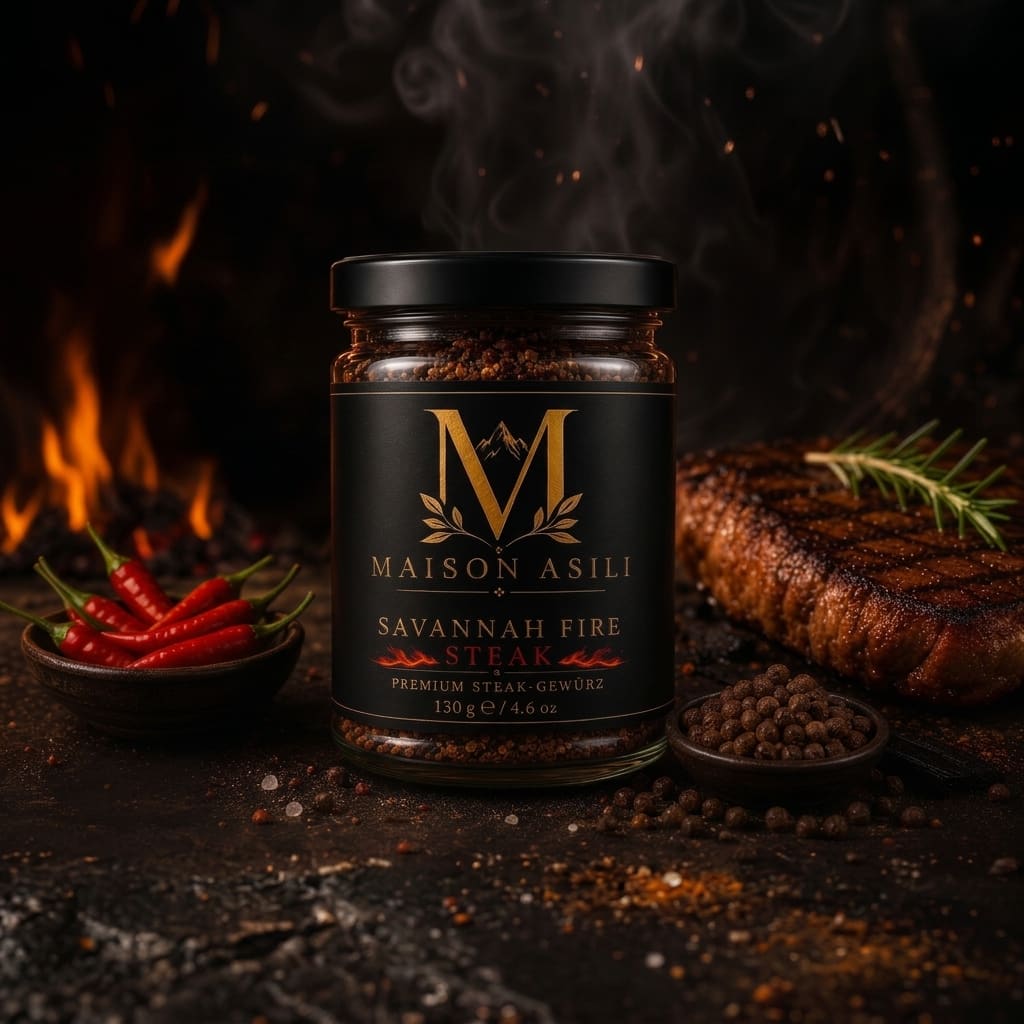 M
MAISON ASILI
SAVANNAH FIRE
STEAK
PREMIUM STEAK-GEWÜRZ
130 g ℮ / 4.6 oz